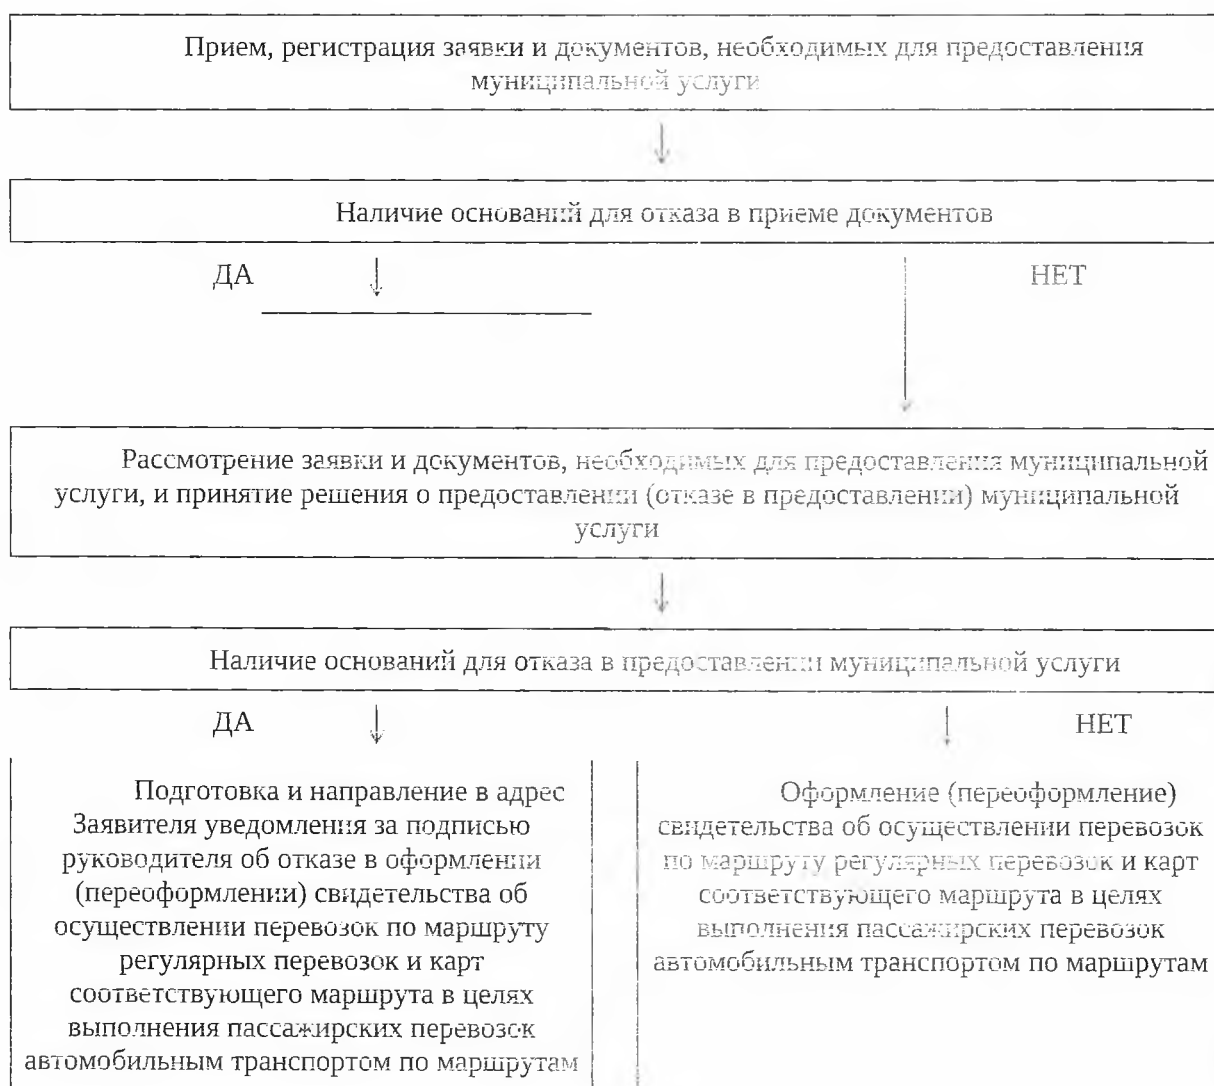 Прием, регистрация заявки и документов, необходимых для предоставления
муниципальной услуги
Наличие оснований для отказа в приеме документов
ДА
НЕТ
Рассмотрение заявки и документов, необходимых для предоставления муниципальной
услуги, и принятие решения о предоставлении (отказе в предоставлении) муниципальной
услуги
Наличие оснований для отказа в предоставлении муниципальной услуги
ДА
НЕТ
Подготовка и направление в адрес
Заявителя уведомления за подписью
руководителя об отказе в оформлении
(переоформлении) свидетельства об
осуществлении перевозок по маршруту
регулярных перевозок и карт
соответствующего маршрута в целях
выполнения пассажирских перевозок
автомобильным транспортом по маршрутам
Оформление (переоформление)
свидетельства об осуществлении перевозок
по маршруту регулярных перевозок и карт
соответствующего маршрута в целях
выполнения пассажирских перевозок
автомобильным транспортом по маршрутам